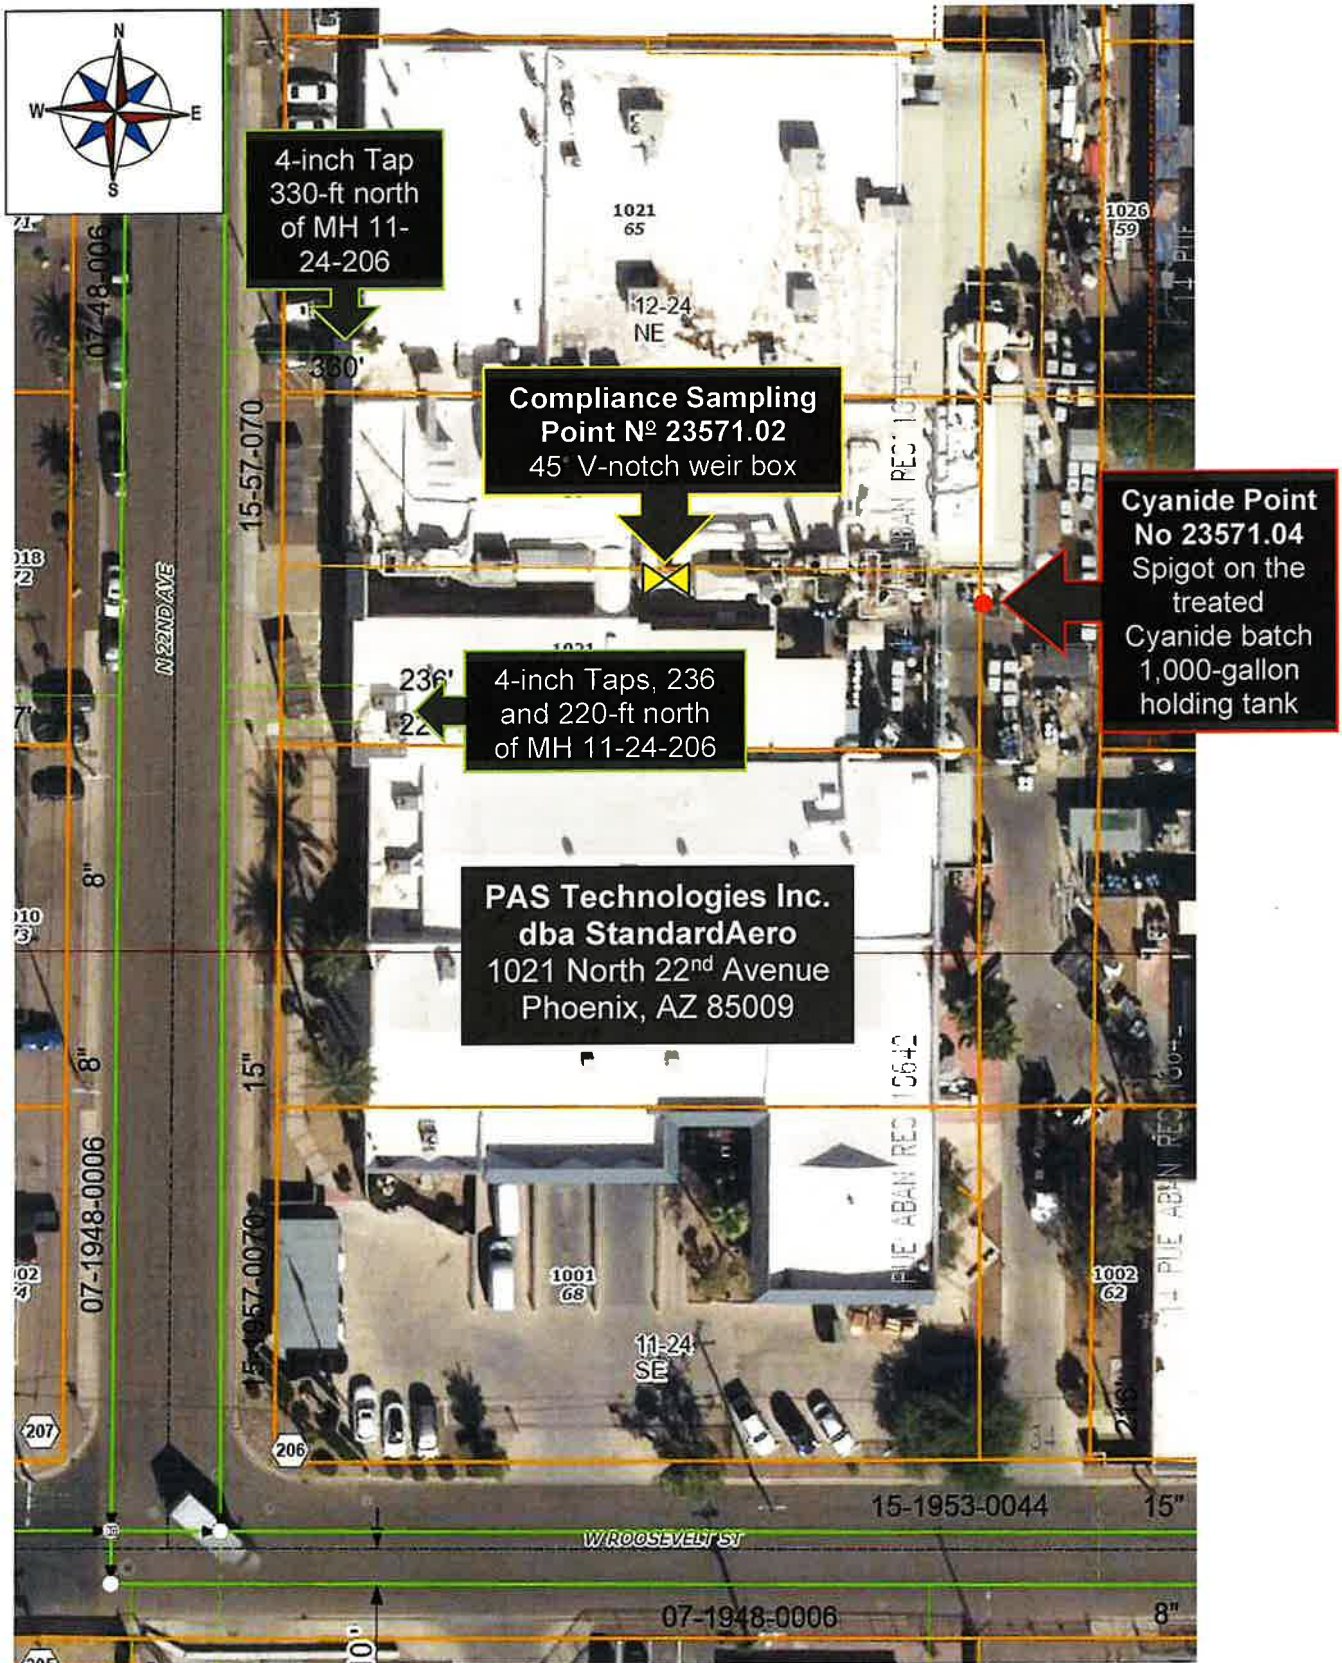 N
W E
S
4-inch Tap
330-ft north
of MH 11-
24-206
07-48-006
1021
65
1026
59
12-24
NE
330'
Compliance Sampling
Point Nº 23571.02
45° V-notch weir box
15-57-070
Cyanide Point
No 23571.04
Spigot on the
treated
Cyanide batch
1,000-gallon
holding tank
N 22ND AVE
1021
236'
22
4-inch Taps, 236
and 220-ft north
of MH 11-24-206
8"
PAS Technologies Inc.
dba StandardAero
1021 North 22nd Avenue
Phoenix, AZ 85009
8"
15"
PUE ABAN RES 15642
07-1948-0006
15-1957-0070
1001
68
1002
62
11-24
SE
207
206
34
15-1953-0044
15"
W ROOSEVELT ST
07-1948-0006
8"